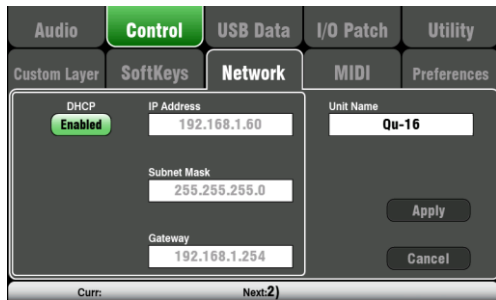 Audio Control USB Data I/O Patch Utility
Custom Layer SoftKeys Network MIDI Preferences
DHCP IP Address Unit Name
Enabled 192.168.1.60 Qu-16
Subnet Mask
255.255.255.0
Apply
Gateway
192.168.1.254 Cancel
Curr: Next:2)